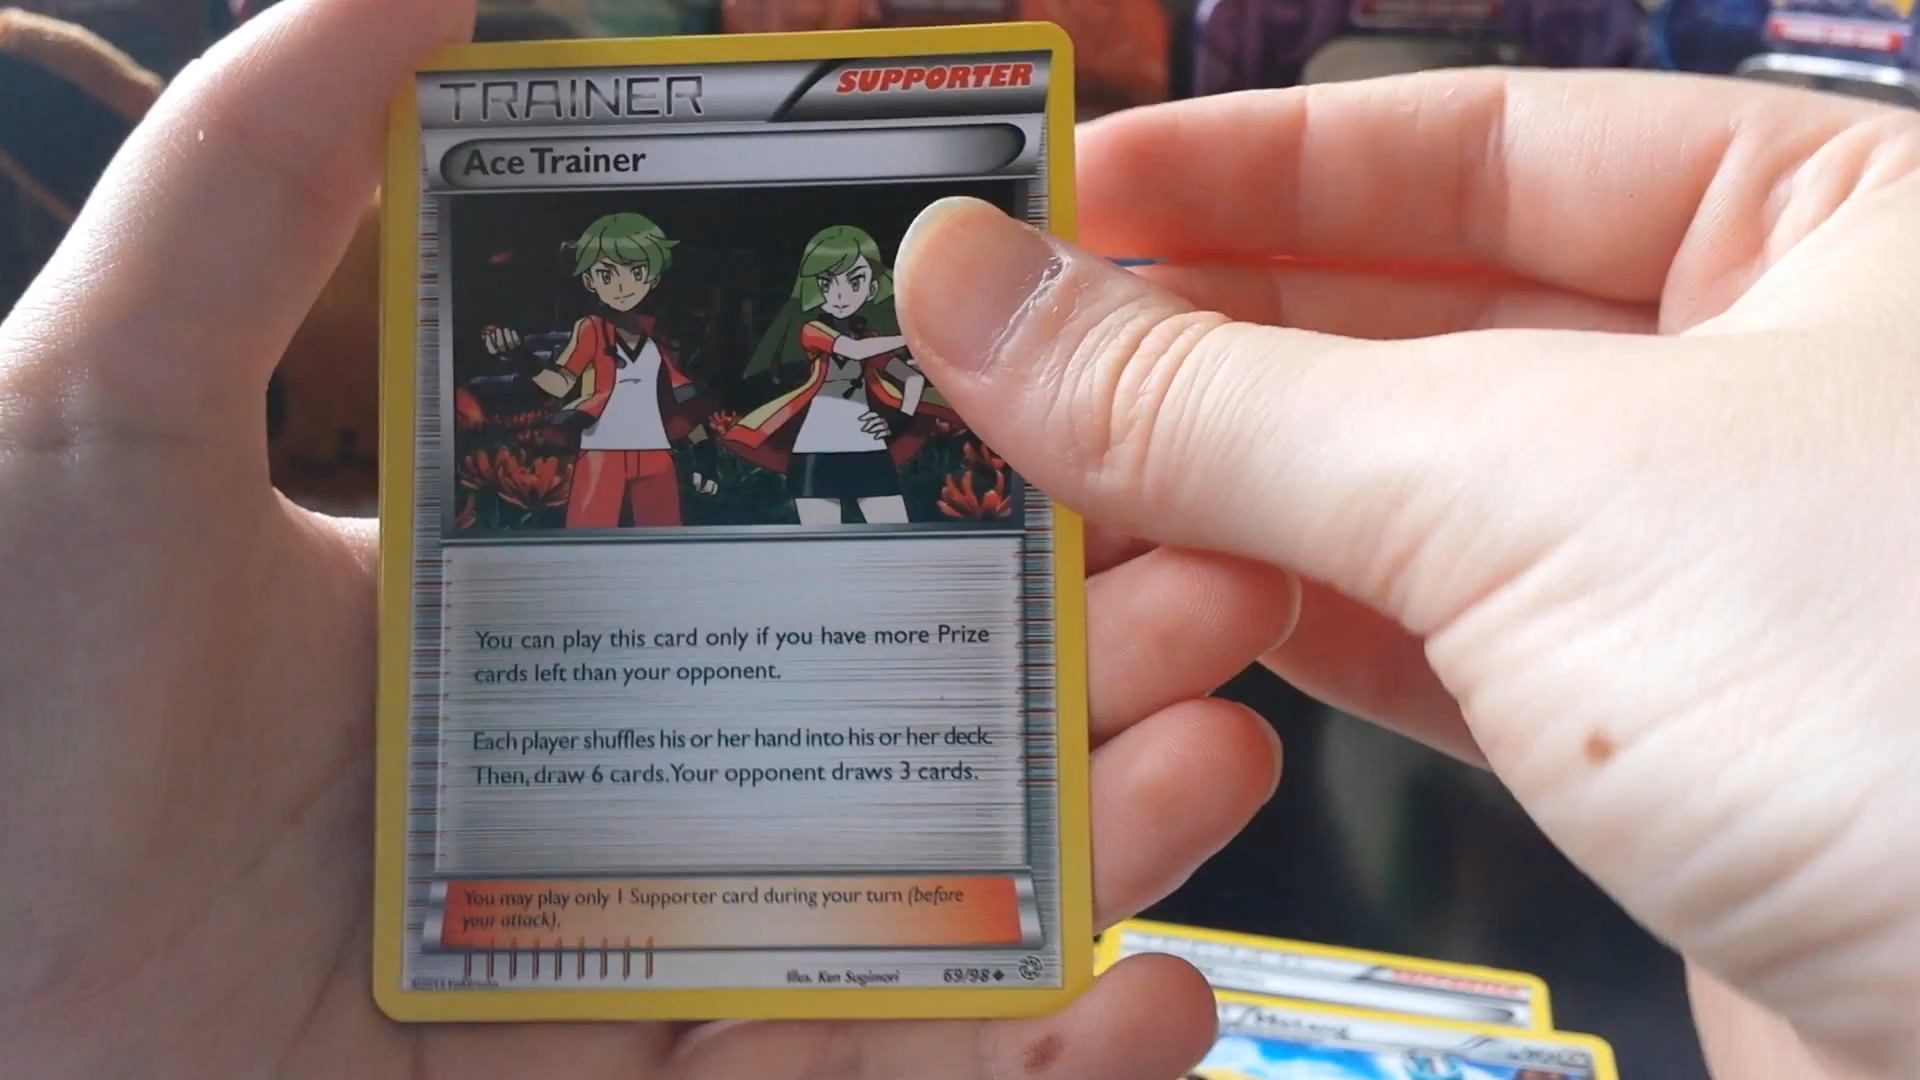 TRAINER
SUPPORTER
Ace Trainer
You can play this card only if you have more Prize
cards left than your opponent.
Each player shuffles his or her hand into his or her deck.
Then, draw 6 cards. Your opponent draws 3 cards.
You may play only 1 Supporter card during your turn (before
your attack).
Illus. Ken Sugimori
69/98